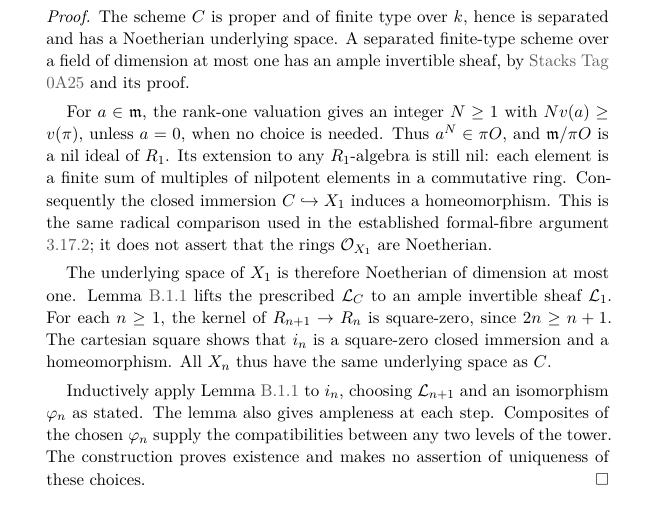 Proof. The scheme C is proper and of finite type over k, hence is separated
and has a Noetherian underlying space. A separated finite-type scheme over
a field of dimension at most one has an ample invertible sheaf, by Stacks Tag
0A25 and its proof.
For a ∈ 𝔪, the rank-one valuation gives an integer N ≥ 1 with Nv(a) ≥
v(π), unless a = 0, when no choice is needed. Thus a^N ∈ πO, and 𝔪/πO is
a nil ideal of R₁. Its extension to any R₁-algebra is still nil: each element is
a finite sum of multiples of nilpotent elements in a commutative ring. Con-
sequently the closed immersion C ↪ X₁ induces a homeomorphism. This is
the same radical comparison used in the established formal-fibre argument
3.17.2; it does not assert that the rings 𝒪_{X₁} are Noetherian.
The underlying space of X₁ is therefore Noetherian of dimension at most
one. Lemma B.1.1 lifts the prescribed ℒ_C to an ample invertible sheaf ℒ₁.
For each n ≥ 1, the kernel of R_{n+1} → R_n is square-zero, since 2n ≥ n + 1.
The cartesian square shows that i_n is a square-zero closed immersion and a
homeomorphism. All X_n thus have the same underlying space as C.
Inductively apply Lemma B.1.1 to i_n, choosing ℒ_{n+1} and an isomorphism
φ_n as stated. The lemma also gives ampleness at each step. Composites of
the chosen φ_n supply the compatibilities between any two levels of the tower.
The construction proves existence and makes no assertion of uniqueness of
these choices. □